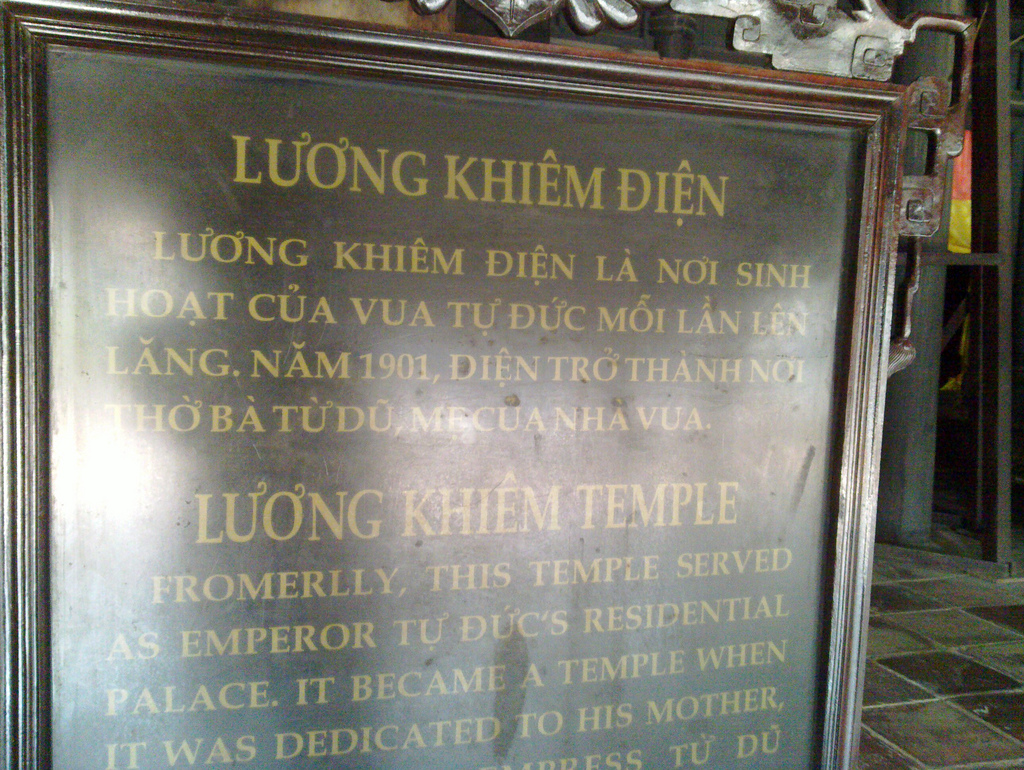 LƯƠNG KHIÊM ĐIỆN
LƯƠNG KHIÊM ĐIỆN LÀ NƠI SINH
HOẠT CỦA VUA TỰ ĐỨC MỖI LẦN LÊN
LĂNG. NĂM 1901, ĐIỆN TRỞ THÀNH NƠI
THỜ BÀ TỪ DŨ, MẸ CỦA NHÀ VUA.
LƯƠNG KHIÊM TEMPLE
FROMERLLY, THIS TEMPLE SERVED
AS EMPEROR TỰ ĐỨC'S RESIDENTIAL
PALACE. IT BECAME A TEMPLE WHEN
IT WAS DEDICATED TO HIS MOTHER,
EMPRESS TỪ DŨ